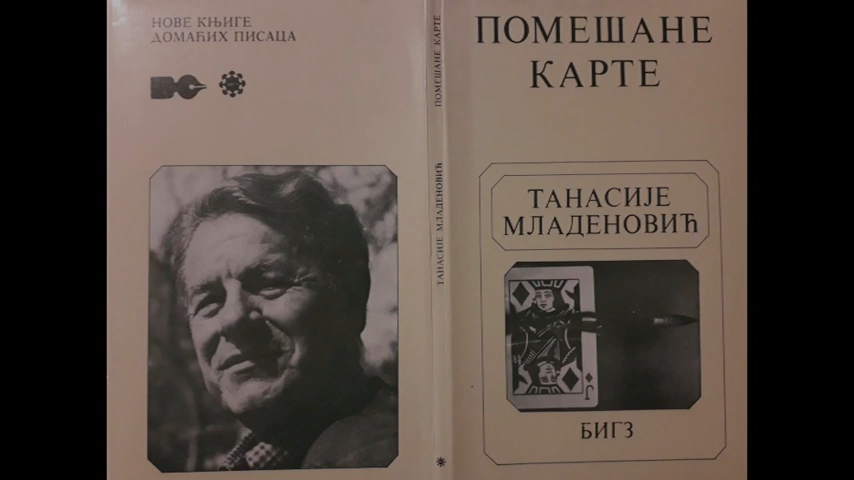 НОВЕ КЊИГЕ
ДОМАЋИХ ПИСАЦА
ТАНАСИЈЕ МЛАДЕНОВИЋ
ПОМЕШАНЕ КАРТЕ
ПОМЕШАНЕ
КАРТЕ
ТАНАСИЈЕ
МЛАДЕНОВИЋ
J
J
БИГЗ